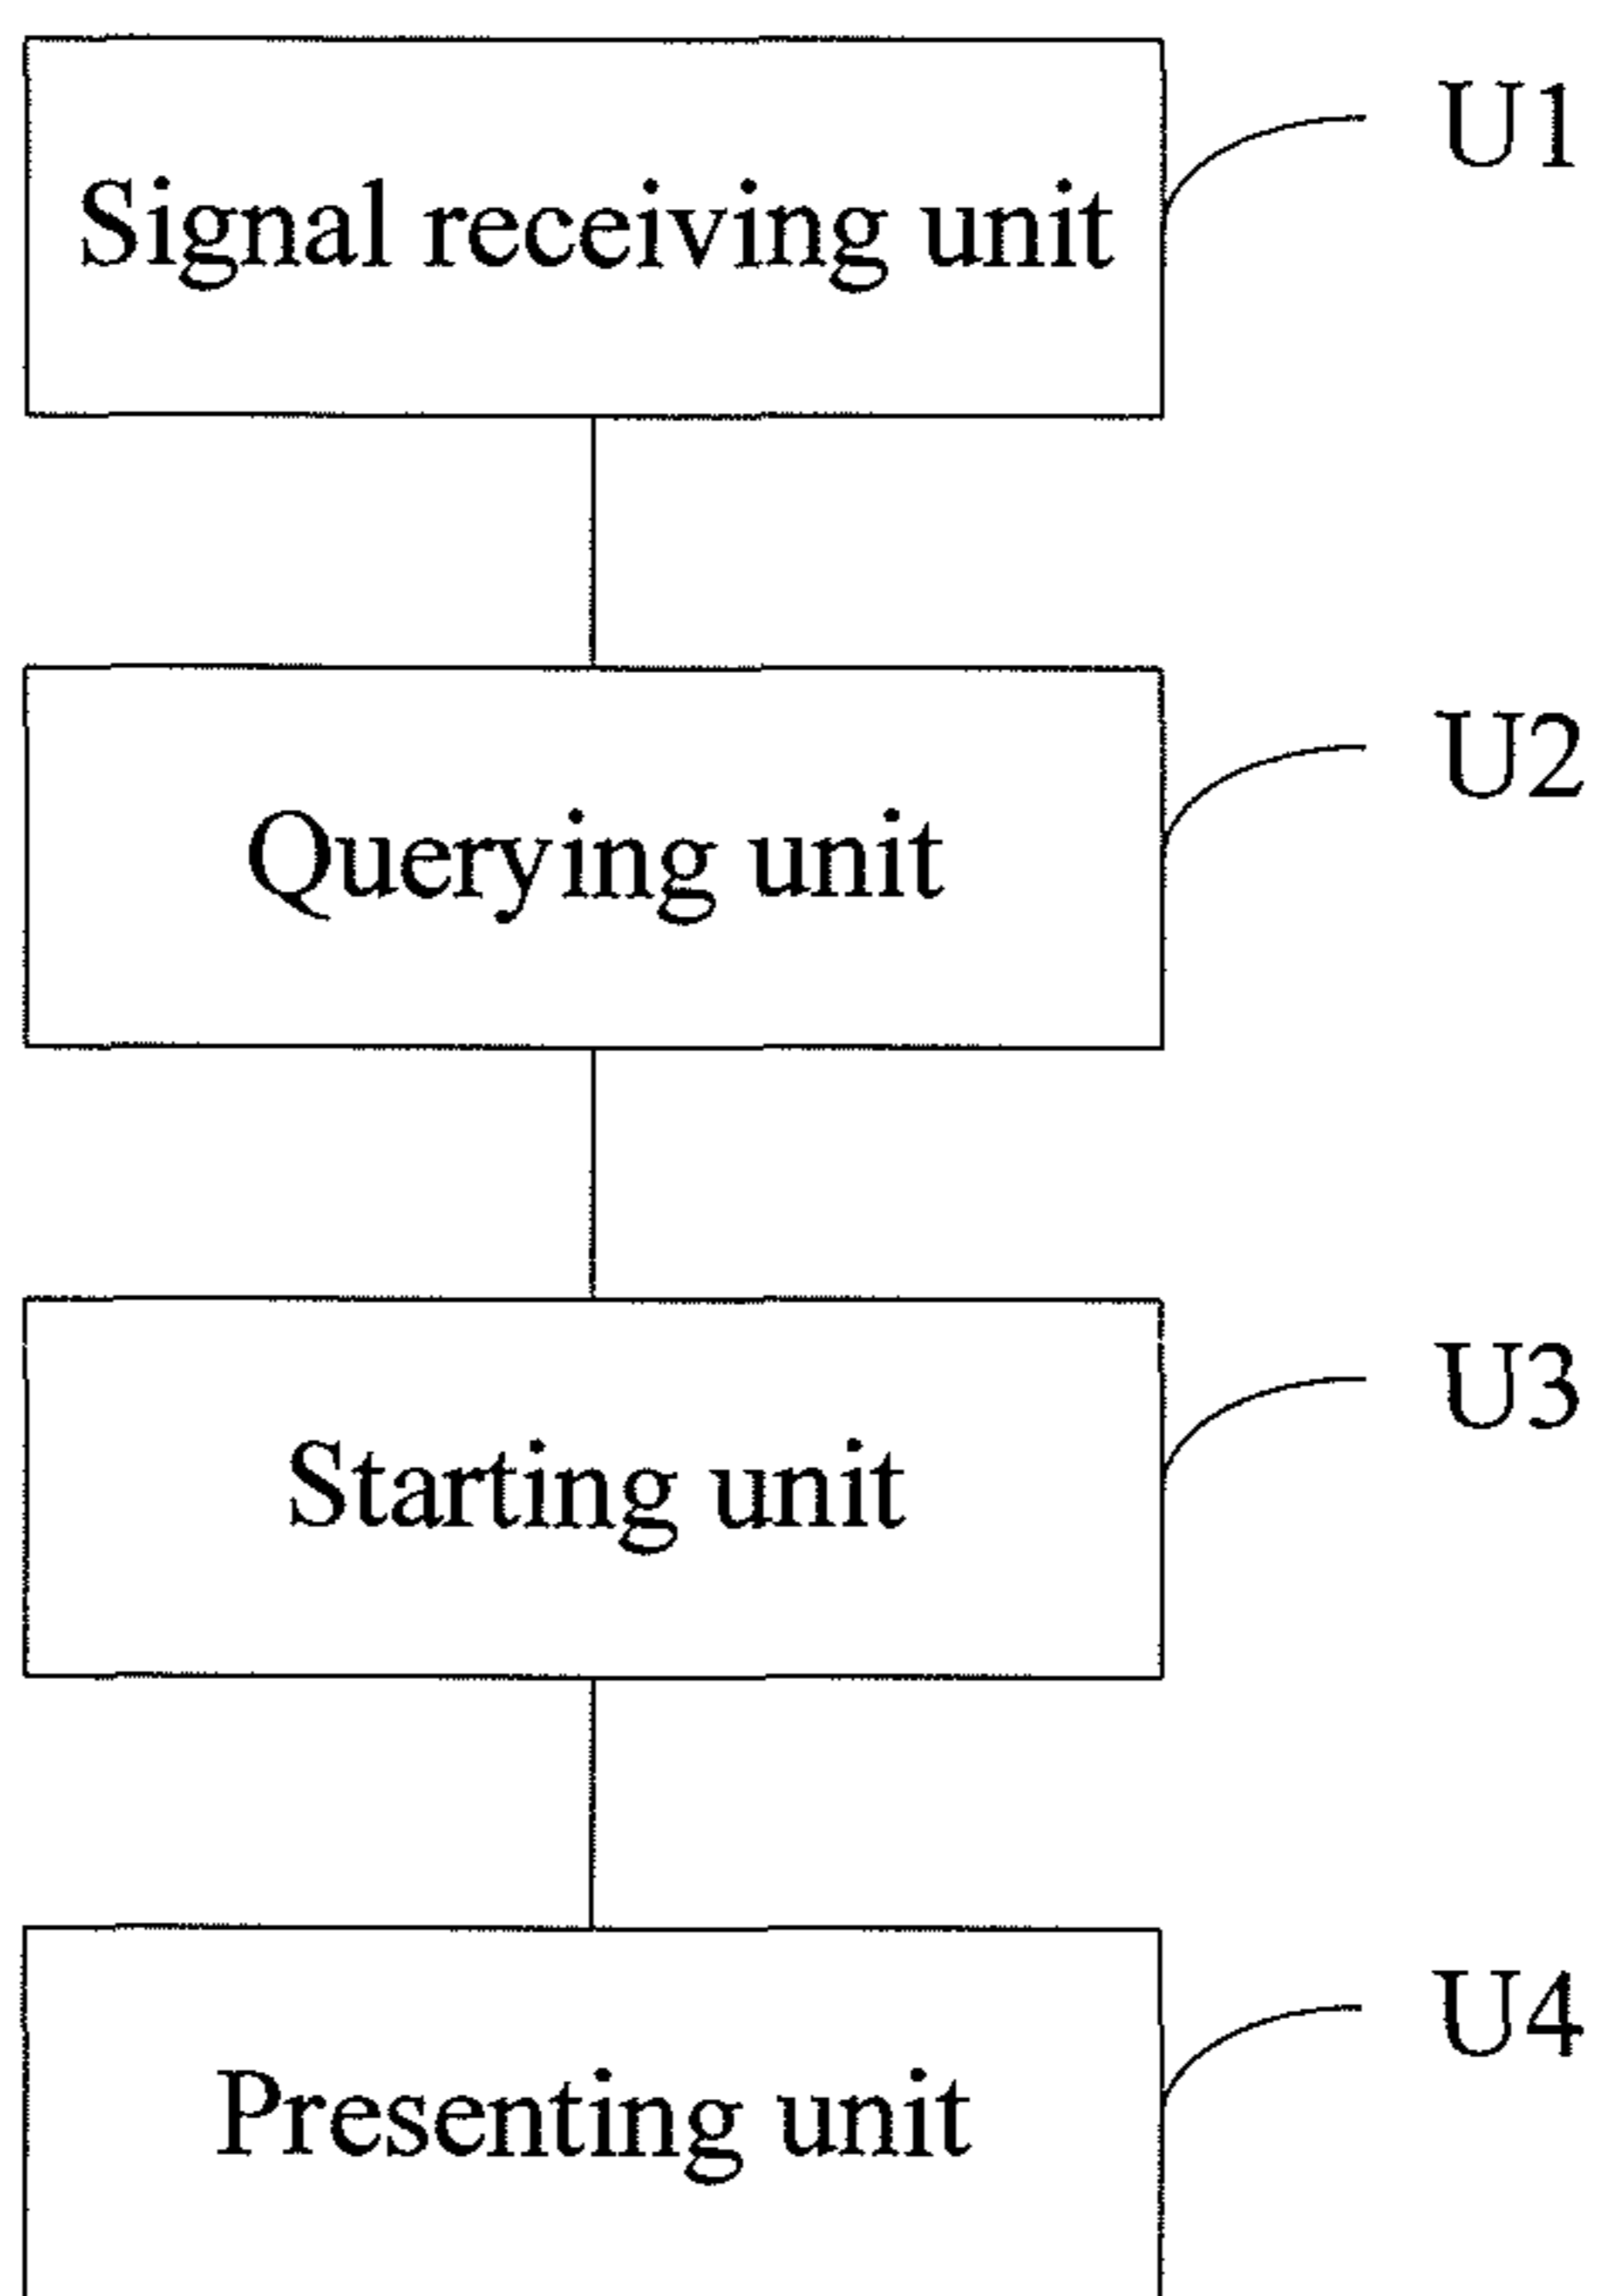 Signal receiving unit
U1
Querying unit
U2
Starting unit
U3
Presenting unit
U4